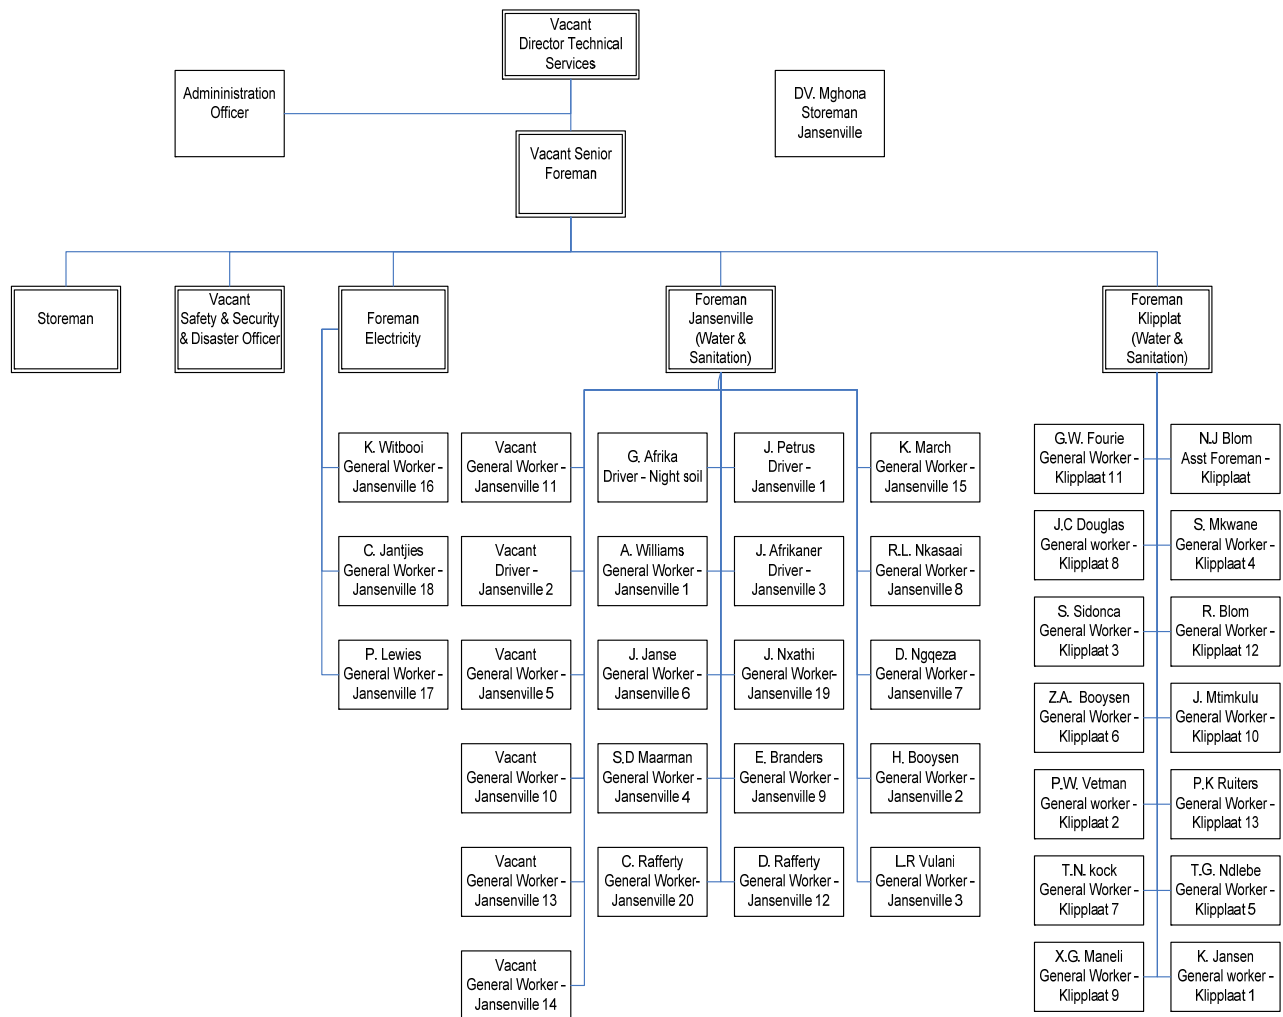 Vacant
Director Technical
Services
Admininistration
Officer
DV. Mghona
Storeman
Jansenville
Vacant Senior
Foreman
Storeman
Vacant
Safety & Security
& Disaster Officer
Foreman
Electricity
Foreman
Jansenville
(Water &
Sanitation)
Foreman
Klipplat
(Water &
Sanitation)
K. Witbooi
General Worker –
Jansenville 16
C. Jantjies
General Worker –
Jansenville 18
P. Lewies
General Worker –
Jansenville 17
Vacant
General Worker –
Jansenville 11
Vacant
Driver –
Jansenville 2
Vacant
General Worker –
Jansenville 5
Vacant
General Worker –
Jansenville 10
Vacant
General Worker –
Jansenville 13
Vacant
General Worker –
Jansenville 14
G. Afrika
Driver – Night soil
A. Williams
General Worker –
Jansenville 1
J. Janse
General Worker –
Jansenville 6
S.D Maarman
General Worker –
Jansenville 4
C. Rafferty
General Worker-
Jansenville 20
J. Petrus
Driver –
Jansenville 1
J. Afrikaner
Driver –
Jansenville 3
J. Nxathi
General Worker-
Jansenville 19
E. Branders
General Worker –
Jansenville 9
D. Rafferty
General Worker –
Jansenville 12
K. March
General Worker –
Jansenville 15
R.L. Nkasaai
General Worker –
Jansenville 8
D. Ngqeza
General Worker –
Jansenville 7
H. Booysen
General Worker –
Jansenville 2
L.R Vulani
General Worker –
Jansenville 3
G.W. Fourie
General Worker –
Klipplaat 11
J.C Douglas
General worker –
Klipplaat 8
S. Sidonca
General Worker –
Klipplaat 3
Z.A. Booysen
General Worker –
Klipplaat 6
P.W. Vetman
General worker –
Klipplaat 2
T.N. kock
General Worker –
Klipplaat 7
X.G. Maneli
General Worker –
Klipplaat 9
N.J Blom
Asst Foreman –
Klipplaat
S. Mkwane
General Worker –
Klipplaat 4
R. Blom
General Worker –
Klipplaat 12
J. Mtimkulu
General Worker –
Klipplaat 10
P.K Ruiters
General Worker –
Klipplaat 13
T.G. Ndlebe
General Worker –
Klipplaat 5
K. Jansen
General worker –
Klipplaat 1